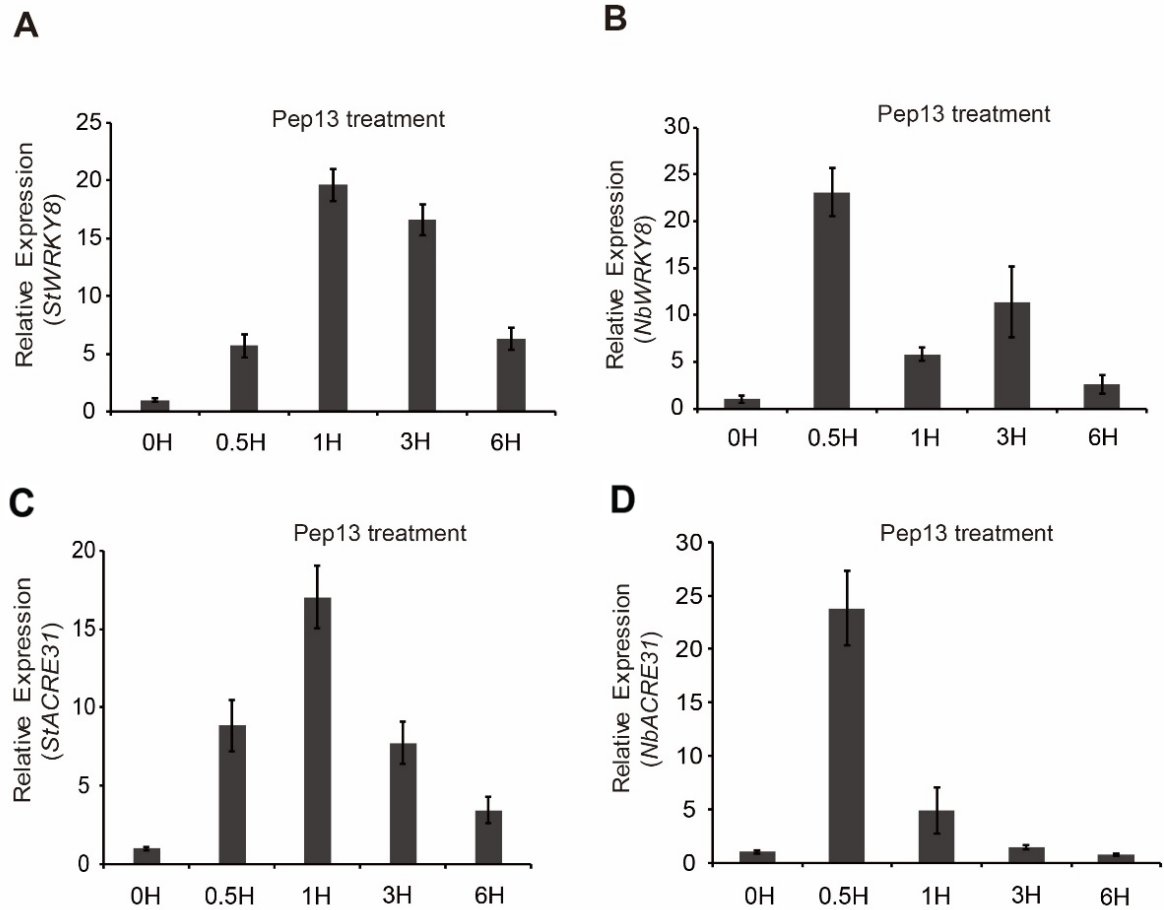 A
Pep13 treatment
Relative Expression
(StWRKY8)
25
20
15
10
5
0
0H 0.5H 1H 3H 6H
B
Pep13 treatment
Relative Expression
(NbWRKY8)
30
25
20
15
10
5
0
0H 0.5H 1H 3H 6H
C
Pep13 treatment
Relative Expression
(StACRE31)
20
15
10
5
0
0H 0.5H 1H 3H 6H
D
Pep13 treatment
Relative Expression
(NbACRE31)
30
25
20
15
10
5
0
0H 0.5H 1H 3H 6H